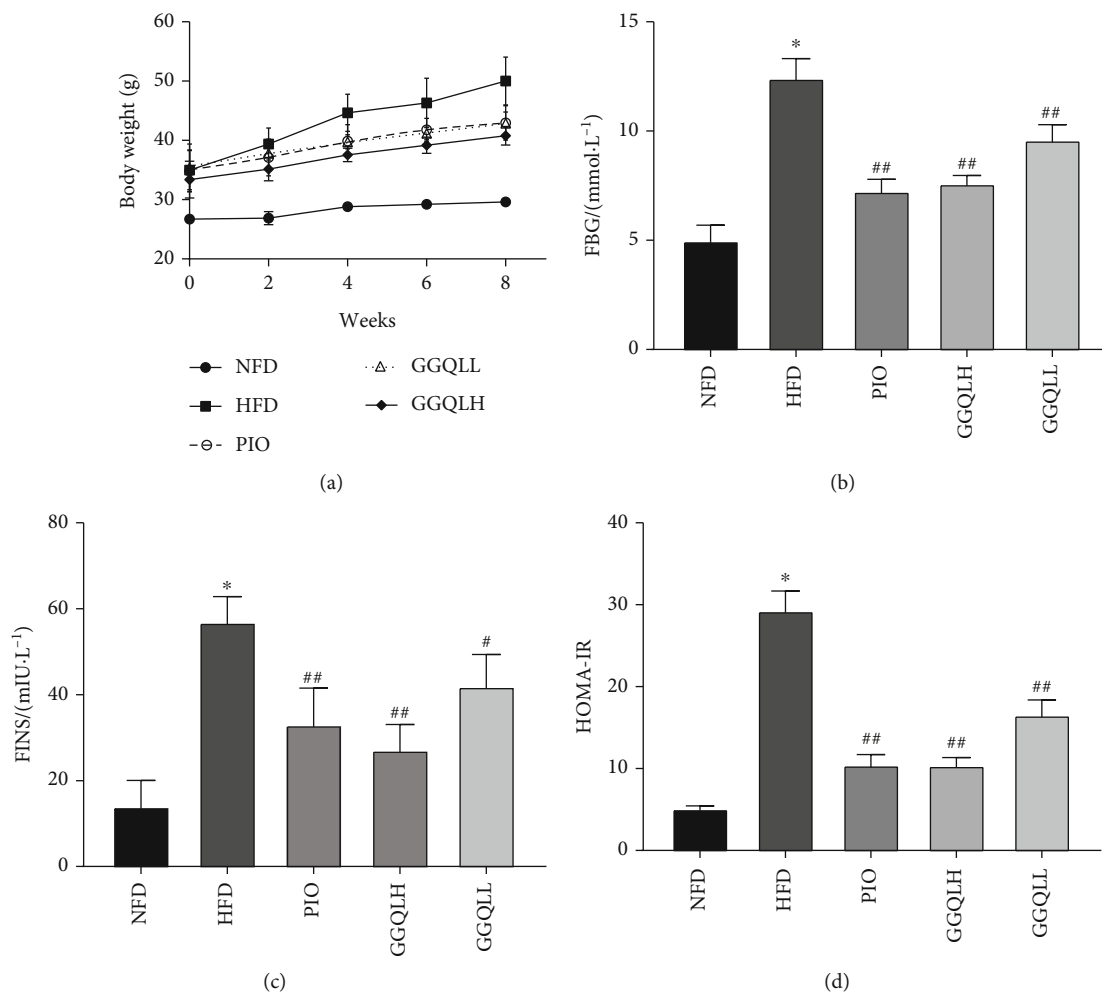 60
50
40
30
20
Body weight (g)
0 2 4 6 8
Weeks
NFD
HFD
PIO
GGQLL
GGQLH
(a)
15
10
5
0
FBG/(mmol·L⁻¹)
*
##
##
##
NFD
HFD
PIO
GGQLH
GGQLL
(b)
80
60
40
20
0
FINS/(mIU·L⁻¹)
*
##
##
#
NFD
HFD
PIO
GGQLH
GGQLL
(c)
40
30
20
10
0
HOMA-IR
*
##
##
##
NFD
HFD
PIO
GGQLH
GGQLL
(d)